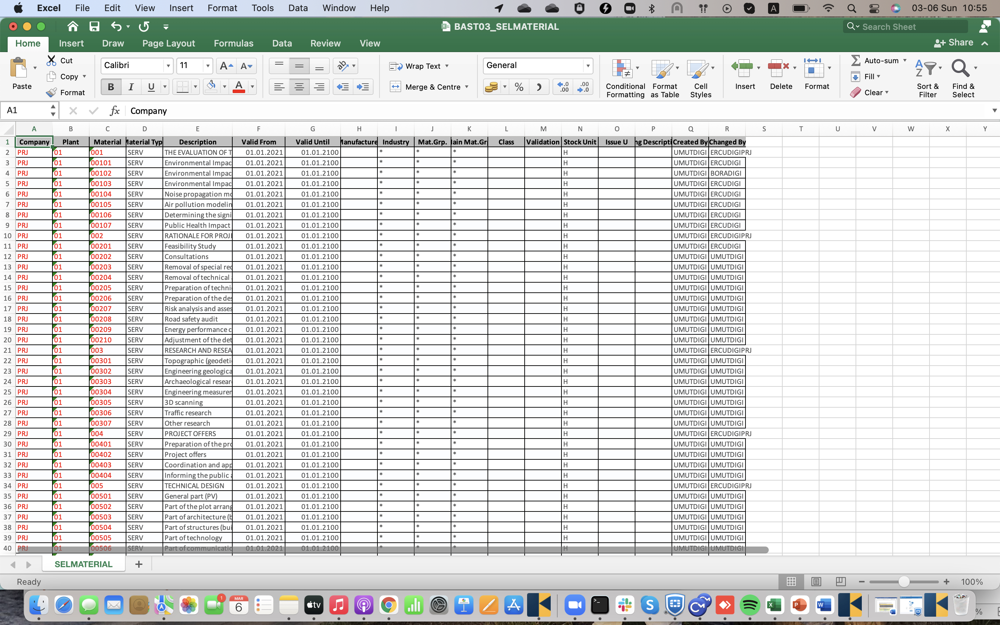 Excel File Edit View Insert Format Tools Data Window Help A 03-06 Sun 10:55
BAST03_SELMATERIAL Search Sheet
Home Insert Draw Page Layout Formulas Data Review View Share
Paste Cut Copy Format
Calibri 11 A A B I U A
Wrap Text
Merge & Centre
General
% .0 .00 .00 .0
Conditional Formatting
Format as Table
Cell Styles
Insert Delete Format
Auto-sum
Fill
Clear
Sort & Filter
Find & Select
A1 fx Company
A B C D E F G H I J K L M N O P Q R S T U V W X Y
1 Company Plant Material Material Typ Description Valid From Valid Until Manufacture Industry Mat.Grp. Main Mat.Gr Class Validation Stock Unit Issue U ng Descripti Created By Changed By
2 PRJ 01 001 SERV THE EVALUATION OF T 01.01.2021 01.01.2100 * * * H UMUTDIGI ERCUDIGIPRJ
3 PRJ 01 00101 SERV Environmental Impac 01.01.2021 01.01.2100 * * * H UMUTDIGI ERCUDIGI
4 PRJ 01 00102 SERV Environmental Impac 01.01.2021 01.01.2100 * * * H UMUTDIGI BORADIGI
5 PRJ 01 00103 SERV Environmental Impac 01.01.2021 01.01.2100 * * * H UMUTDIGI ERCUDIGI
6 PRJ 01 00104 SERV Noise propagation mo 01.01.2021 01.01.2100 * * * H UMUTDIGI ERCUDIGI
7 PRJ 01 00105 SERV Air pollution modelin 01.01.2021 01.01.2100 * * * H UMUTDIGI ERCUDIGI
8 PRJ 01 00106 SERV Determining the signi 01.01.2021 01.01.2100 * * * H UMUTDIGI ERCUDIGI
9 PRJ 01 00107 SERV Public Health Impact 01.01.2021 01.01.2100 * * * H UMUTDIGI ERCUDIGI
10 PRJ 01 002 SERV RATIONALE FOR PROJI 01.01.2021 01.01.2100 * * * H UMUTDIGI ERCUDIGIPRJ
11 PRJ 01 00201 SERV Feasibility Study 01.01.2021 01.01.2100 * * * H UMUTDIGI ERCUDIGI
12 PRJ 01 00202 SERV Consultations 01.01.2021 01.01.2100 * * * H UMUTDIGI UMUTDIGI
13 PRJ 01 00203 SERV Removal of special rec 01.01.2021 01.01.2100 * * * H UMUTDIGI UMUTDIGI
14 PRJ 01 00204 SERV Removal of technical 01.01.2021 01.01.2100 * * * H UMUTDIGI UMUTDIGI
15 PRJ 01 00205 SERV Preparation of techni 01.01.2021 01.01.2100 * * * H UMUTDIGI UMUTDIGI
16 PRJ 01 00206 SERV Preparation of the des 01.01.2021 01.01.2100 * * * H UMUTDIGI UMUTDIGI
17 PRJ 01 00207 SERV Risk analysis and asses 01.01.2021 01.01.2100 * * * H UMUTDIGI UMUTDIGI
18 PRJ 01 00208 SERV Road safety audit 01.01.2021 01.01.2100 * * * H UMUTDIGI UMUTDIGI
19 PRJ 01 00209 SERV Energy performance c 01.01.2021 01.01.2100 * * * H UMUTDIGI UMUTDIGI
20 PRJ 01 00210 SERV Adjustment of the det 01.01.2021 01.01.2100 * * * H UMUTDIGI UMUTDIGI
21 PRJ 01 003 SERV RESEARCH AND RESEA 01.01.2021 01.01.2100 * * * H UMUTDIGI ERCUDIGIPRJ
22 PRJ 01 00301 SERV Topographic (geodeti 01.01.2021 01.01.2100 * * * H UMUTDIGI UMUTDIGI
23 PRJ 01 00302 SERV Engineering geologica 01.01.2021 01.01.2100 * * * H UMUTDIGI UMUTDIGI
24 PRJ 01 00303 SERV Archaeological resear 01.01.2021 01.01.2100 * * * H UMUTDIGI UMUTDIGI
25 PRJ 01 00304 SERV Engineering measurer 01.01.2021 01.01.2100 * * * H UMUTDIGI UMUTDIGI
26 PRJ 01 00305 SERV 3D scanning 01.01.2021 01.01.2100 * * * H UMUTDIGI UMUTDIGI
27 PRJ 01 00306 SERV Traffic research 01.01.2021 01.01.2100 * * * H UMUTDIGI UMUTDIGI
28 PRJ 01 00307 SERV Other research 01.01.2021 01.01.2100 * * * H UMUTDIGI UMUTDIGI
29 PRJ 01 004 SERV PROJECT OFFERS 01.01.2021 01.01.2100 * * * H UMUTDIGI ERCUDIGIPRJ
30 PRJ 01 00401 SERV Preparation of the pro 01.01.2021 01.01.2100 * * * H UMUTDIGI UMUTDIGI
31 PRJ 01 00402 SERV Project offers 01.01.2021 01.01.2100 * * * H UMUTDIGI UMUTDIGI
32 PRJ 01 00403 SERV Coordination and app 01.01.2021 01.01.2100 * * * H UMUTDIGI UMUTDIGI
33 PRJ 01 00404 SERV Informing the public a 01.01.2021 01.01.2100 * * * H UMUTDIGI UMUTDIGI
34 PRJ 01 005 SERV TECHNICAL DESIGN 01.01.2021 01.01.2100 * * * H UMUTDIGI ERCUDIGIPRJ
35 PRJ 01 00501 SERV General part (PV) 01.01.2021 01.01.2100 * * * H UMUTDIGI UMUTDIGI
36 PRJ 01 00502 SERV Part of the plot arrang 01.01.2021 01.01.2100 * * * H UMUTDIGI UMUTDIGI
37 PRJ 01 00503 SERV Part of architecture (b 01.01.2021 01.01.2100 * * * H UMUTDIGI UMUTDIGI
38 PRJ 01 00504 SERV Part of structures (bui 01.01.2021 01.01.2100 * * * H UMUTDIGI UMUTDIGI
39 PRJ 01 00505 SERV Part of technology 01.01.2021 01.01.2100 * * * H UMUTDIGI UMUTDIGI
40 PRJ 01 00506 SERV Part of communicatic 01.01.2021 01.01.2100 * * * H UMUTDIGI UMUTDIGI
SELMATERIAL +
Ready 100%
1 MAR 6 tv